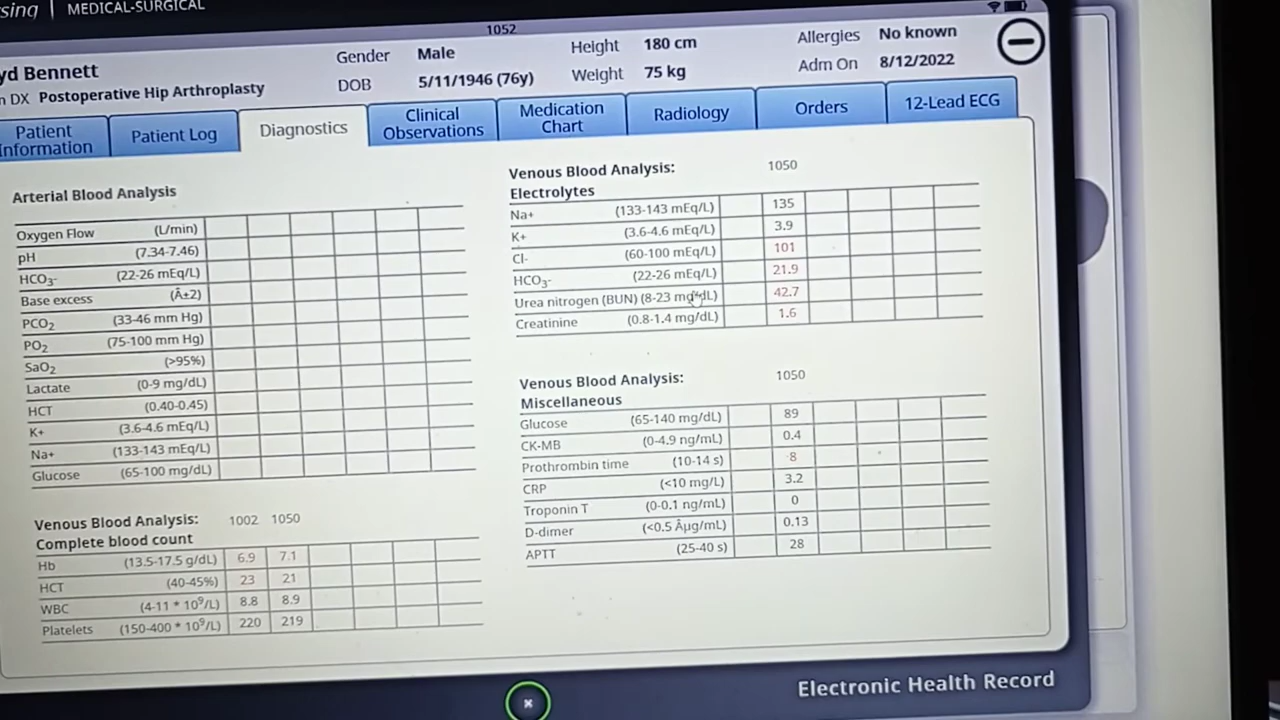 MEDICAL-SURGICAL
1052
Bennett
Gender Male
Height 180 cm
Allergies No known
DX Postoperative Hip Arthroplasty
DOB 5/11/1946 (76y)
Weight 75 kg
Adm On 8/12/2022
Patient Information
Patient Log
Diagnostics
Clinical Observations
Medication Chart
Radiology
Orders
12-Lead ECG
Arterial Blood Analysis
Oxygen Flow (L/min)
pH (7.34-7.46)
HCO3- (22-26 mEq/L)
Base excess (Â±2)
PCO2 (33-46 mm Hg)
PO2 (75-100 mm Hg)
SaO2 (>95%)
Lactate (0-9 mg/dL)
HCT (0.40-0.45)
K+ (3.6-4.6 mEq/L)
Na+ (133-143 mEq/L)
Glucose (65-100 mg/dL)
Venous Blood Analysis: 1002 1050
Complete blood count
Hb (13.5-17.5 g/dL) 6.9 7.1
HCT (40-45%) 23 21
WBC (4-11 * 10⁹/L) 8.8 8.9
Platelets (150-400 * 10⁹/L) 220 219
Venous Blood Analysis: 1050
Electrolytes
Na+ (133-143 mEq/L) 135
K+ (3.6-4.6 mEq/L) 3.9
Cl- (60-100 mEq/L) 101
HCO3- (22-26 mEq/L) 21.9
Urea nitrogen (BUN) (8-23 mg/dL) 42.7
Creatinine (0.8-1.4 mg/dL) 1.6
Venous Blood Analysis: 1050
Miscellaneous
Glucose (65-140 mg/dL) 89
CK-MB (0-4.9 ng/mL) 0.4
Prothrombin time (10-14 s) 8
CRP (<10 mg/L) 3.2
Troponin T (0-0.1 ng/mL) 0
D-dimer (<0.5 Âµg/mL) 0.13
APTT (25-40 s) 28
Electronic Health Record